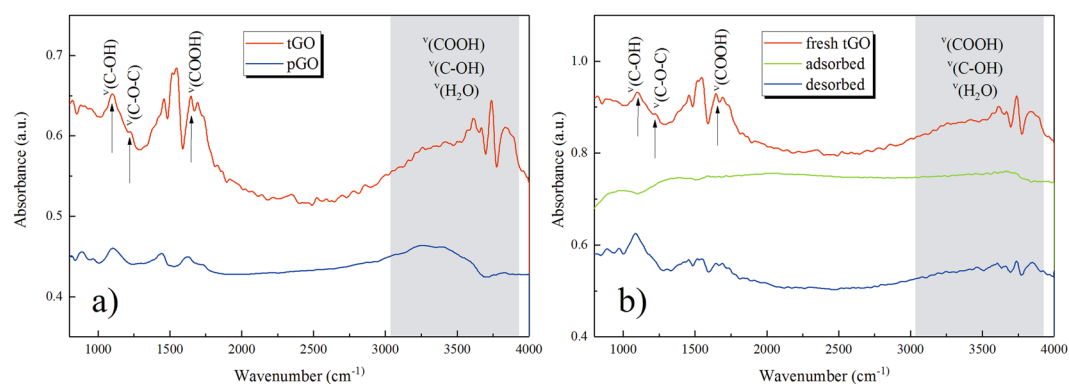 tGO
pGO
ν(C-OH)
ν(C-O-C)
ν(COOH)
ν(COOH)
ν(C-OH)
ν(H₂O)
0.7
0.6
0.5
0.4
Absorbance (a.u.)
a)
1000 1500 2000 2500 3000 3500 4000
Wavenumber (cm⁻¹)
fresh tGO
adsorbed
desorbed
ν(C-OH)
ν(C-O-C)
ν(COOH)
ν(COOH)
ν(C-OH)
ν(H₂O)
1.0
0.8
0.6
0.4
Absorbance (a.u.)
b)
1000 1500 2000 2500 3000 3500 4000
Wavenumber (cm⁻¹)